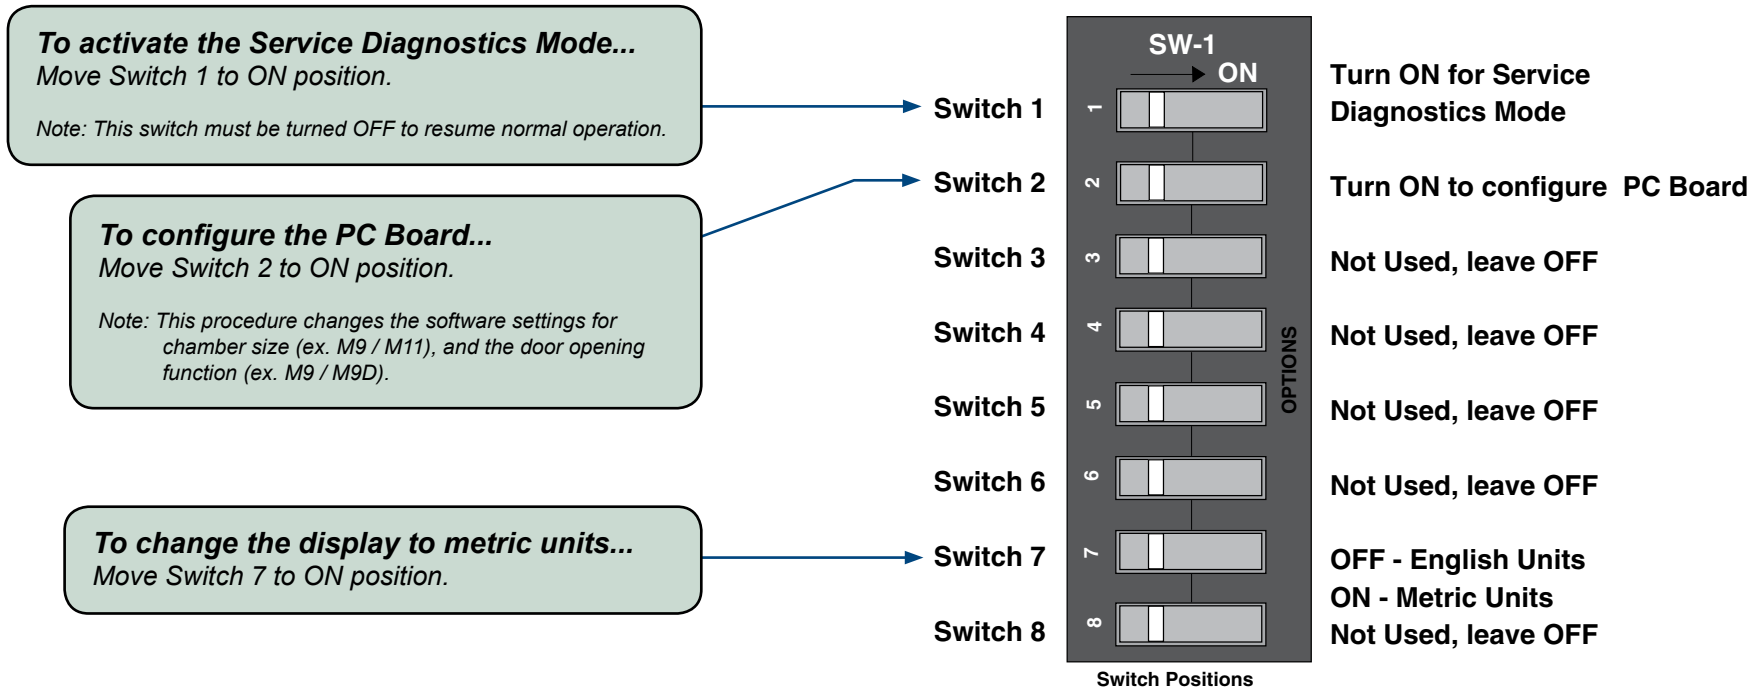 To activate the Service Diagnostics Mode...
Move Switch 1 to ON position.
Note: This switch must be turned OFF to resume normal operation.
To configure the PC Board...
Move Switch 2 to ON position.
Note: This procedure changes the software settings for
chamber size (ex. M9 / M11), and the door opening
function (ex. M9 / M9D).
To change the display to metric units...
Move Switch 7 to ON position.
SW-1
ON
Switch 1
1
Turn ON for Service
Diagnostics Mode
Switch 2
2
Turn ON to configure PC Board
Switch 3
3
Not Used, leave OFF
Switch 4
4
Not Used, leave OFF
OPTIONS
Switch 5
5
Not Used, leave OFF
Switch 6
6
Not Used, leave OFF
Switch 7
7
OFF - English Units
ON - Metric Units
Switch 8
8
Not Used, leave OFF
Switch Positions